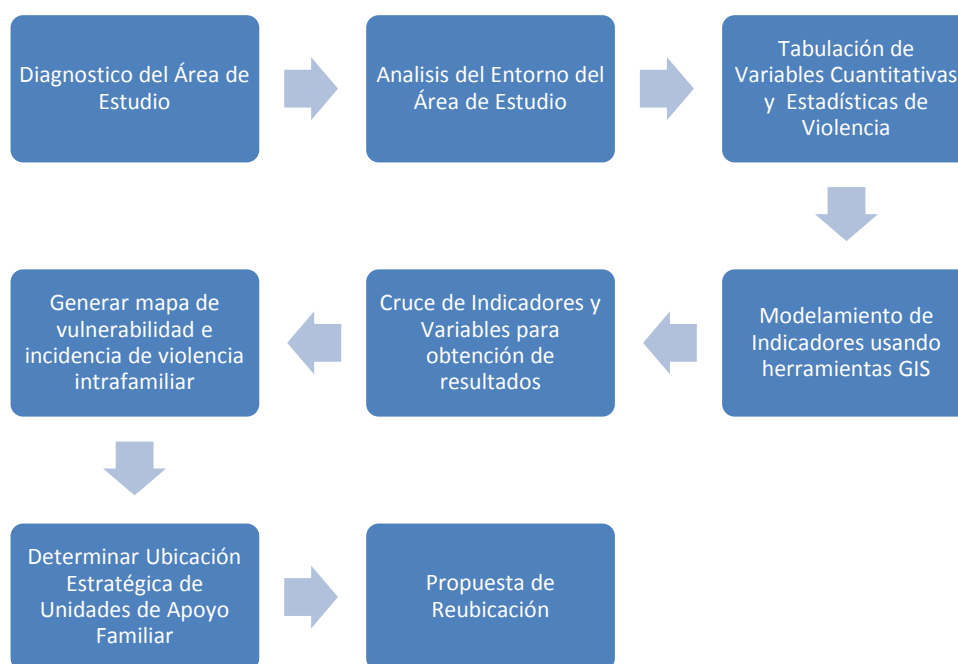 Diagnostico del Área de
Estudio
Analisis del Entorno del
Área de Estudio
Tabulación de
Variables Cuantitativas
y Estadísticas de
Violencia
Modelamiento de
Indicadores usando
herramientas GIS
Cruce de Indicadores y
Variables para
obtención de
resultados
Generar mapa de
vulnerabilidad e
incidencia de violencia
intrafamiliar
Determinar Ubicación
Estratégica de
Unidades de Apoyo
Familiar
Propuesta de
Reubicación